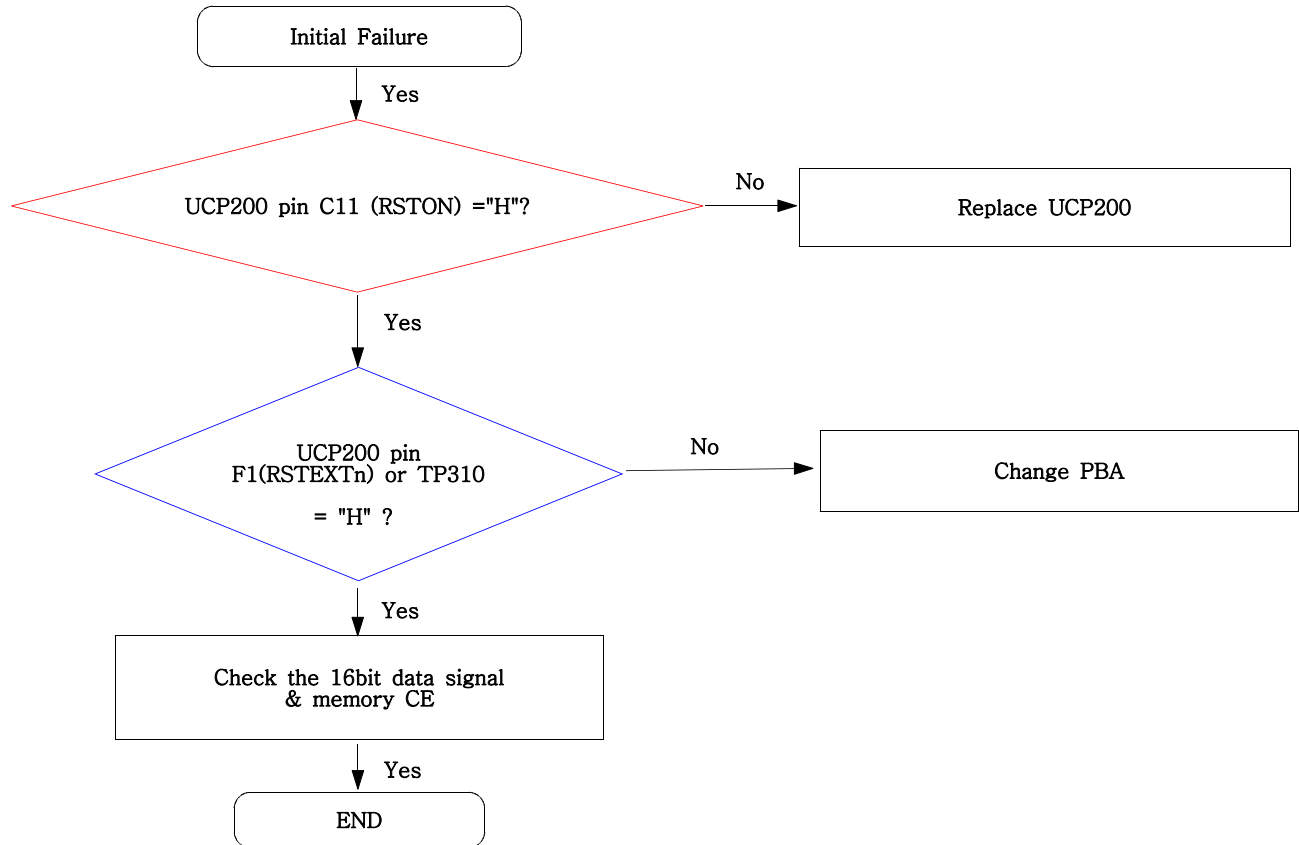 Initial Failure
Yes
UCP200 pin C11 (RSTON) ="H"?
No
Replace UCP200
Yes
UCP200 pin
F1(RSTEXTn) or TP310
= "H" ?
No
Change PBA
Yes
Check the 16bit data signal
& memory CE
Yes
END